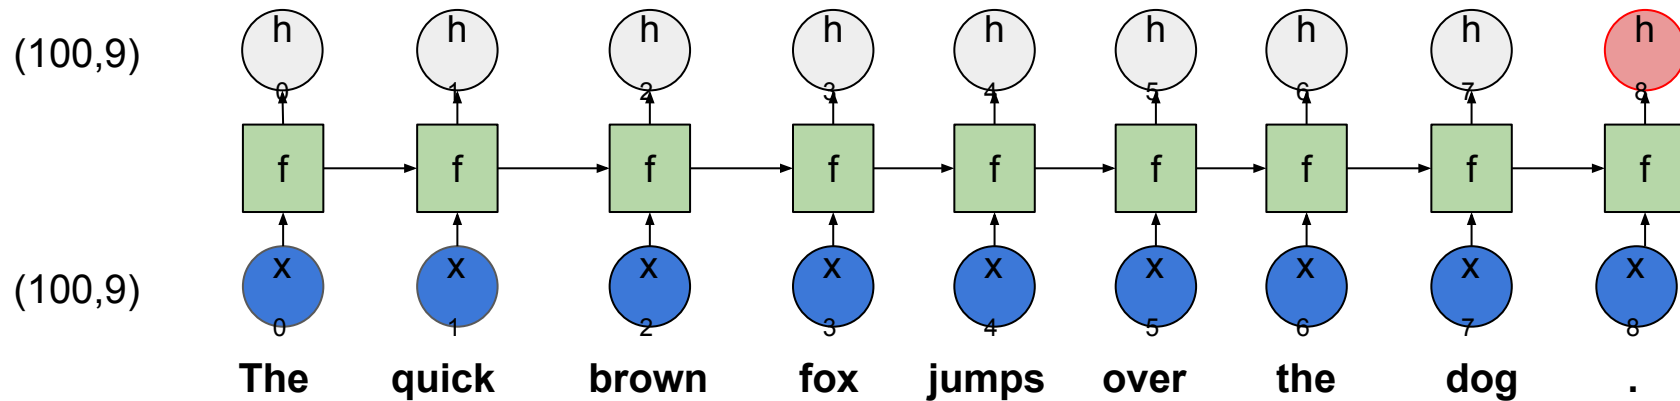 (100,9) h h h h h h h h h
0 1 2 3 4 5 6 7 8
f f f f f f f f f
(100,9) x x x x x x x x x
0 1 2 3 4 5 6 7 8
The quick brown fox jumps over the dog .